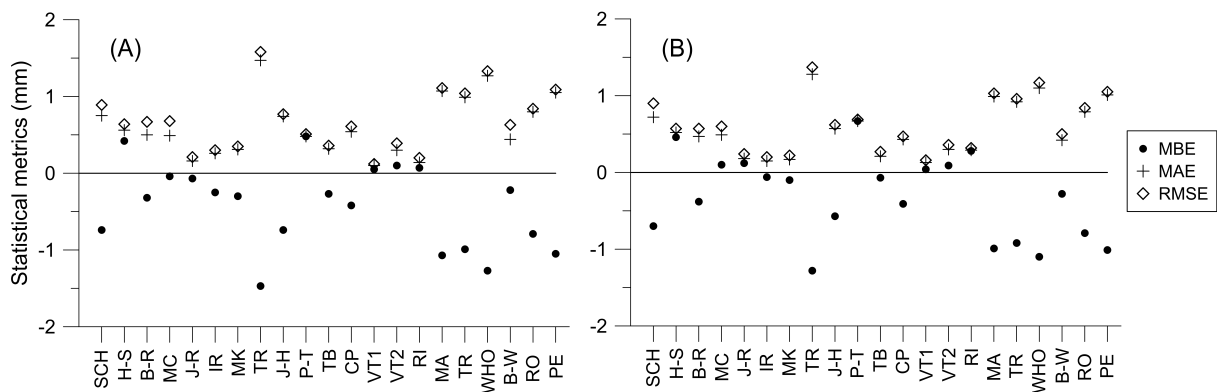 2
2
(A)
(B)
1
1
0
0
-1
-1
-2
-2
Statistical metrics (mm)
SCH
H-S
B-R
MC
J-R
IR
MK
TR
J-H
P-T
TB
CP
VT1
VT2
RI
MA
TR
WHO
B-W
RO
PE
SCH
H-S
B-R
MC
J-R
IR
MK
TR
J-H
P-T
TB
CP
VT1
VT2
RI
MA
TR
WHO
B-W
RO
PE
MBE
MAE
RMSE